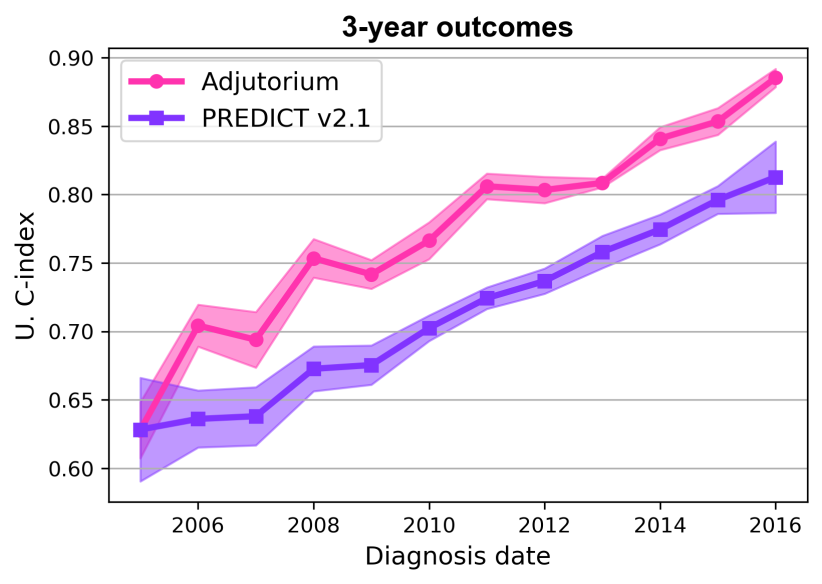 3-year outcomes
Adjutorium
PREDICT v2.1
U. C-index
0.90
0.85
0.80
0.75
0.70
0.65
0.60
2006 2008 2010 2012 2014 2016
Diagnosis date